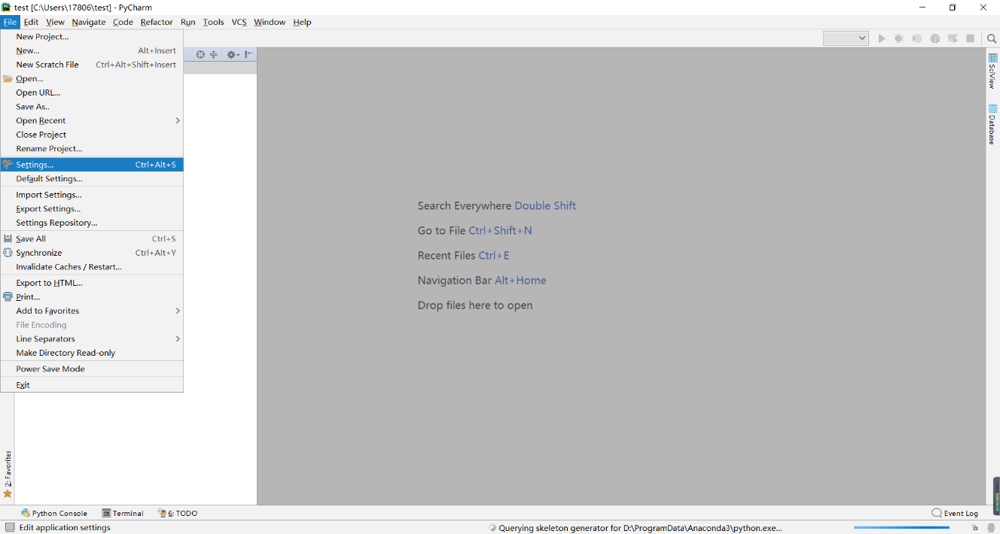 test [C:\Users\17806\test] - PyCharm
File Edit View Navigate Code Refactor Run Tools VCS Window Help
New Project...
New... Alt+Insert
New Scratch File Ctrl+Alt+Shift+Insert
Open...
Open URL...
Save As..
Open Recent
Close Project
Rename Project...
Settings... Ctrl+Alt+S
Default Settings...
Import Settings...
Export Settings...
Settings Repository...
Save All Ctrl+S
Synchronize Ctrl+Alt+Y
Invalidate Caches / Restart...
Export to HTML...
Print...
Add to Favorites
File Encoding
Line Separators
Make Directory Read-only
Power Save Mode
Exit
Search Everywhere Double Shift
Go to File Ctrl+Shift+N
Recent Files Ctrl+E
Navigation Bar Alt+Home
Drop files here to open
SciView
Database
2: Favorites
Python Console Terminal 6: TODO Event Log
Edit application settings Querying skeleton generator for D:\ProgramData\Anaconda3\python.exe...